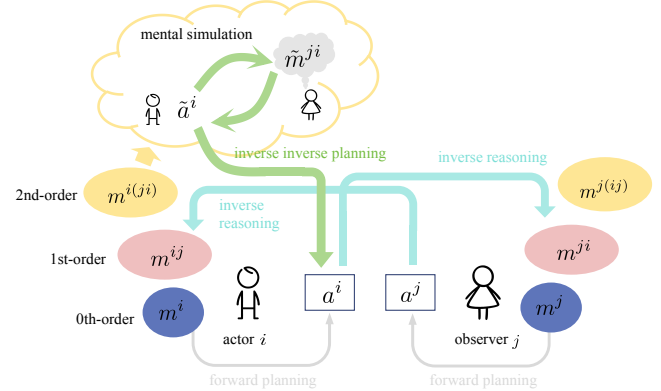 mental simulation
m̃^{ji}
ã^i
inverse inverse planning
inverse reasoning
2nd-order
m^{i(ji)}
inverse
reasoning
m^{j(ij)}
1st-order
m^{ij}
m^{ji}
0th-order
m^i
a^i
a^j
m^j
actor i
observer j
forward planning
forward planning